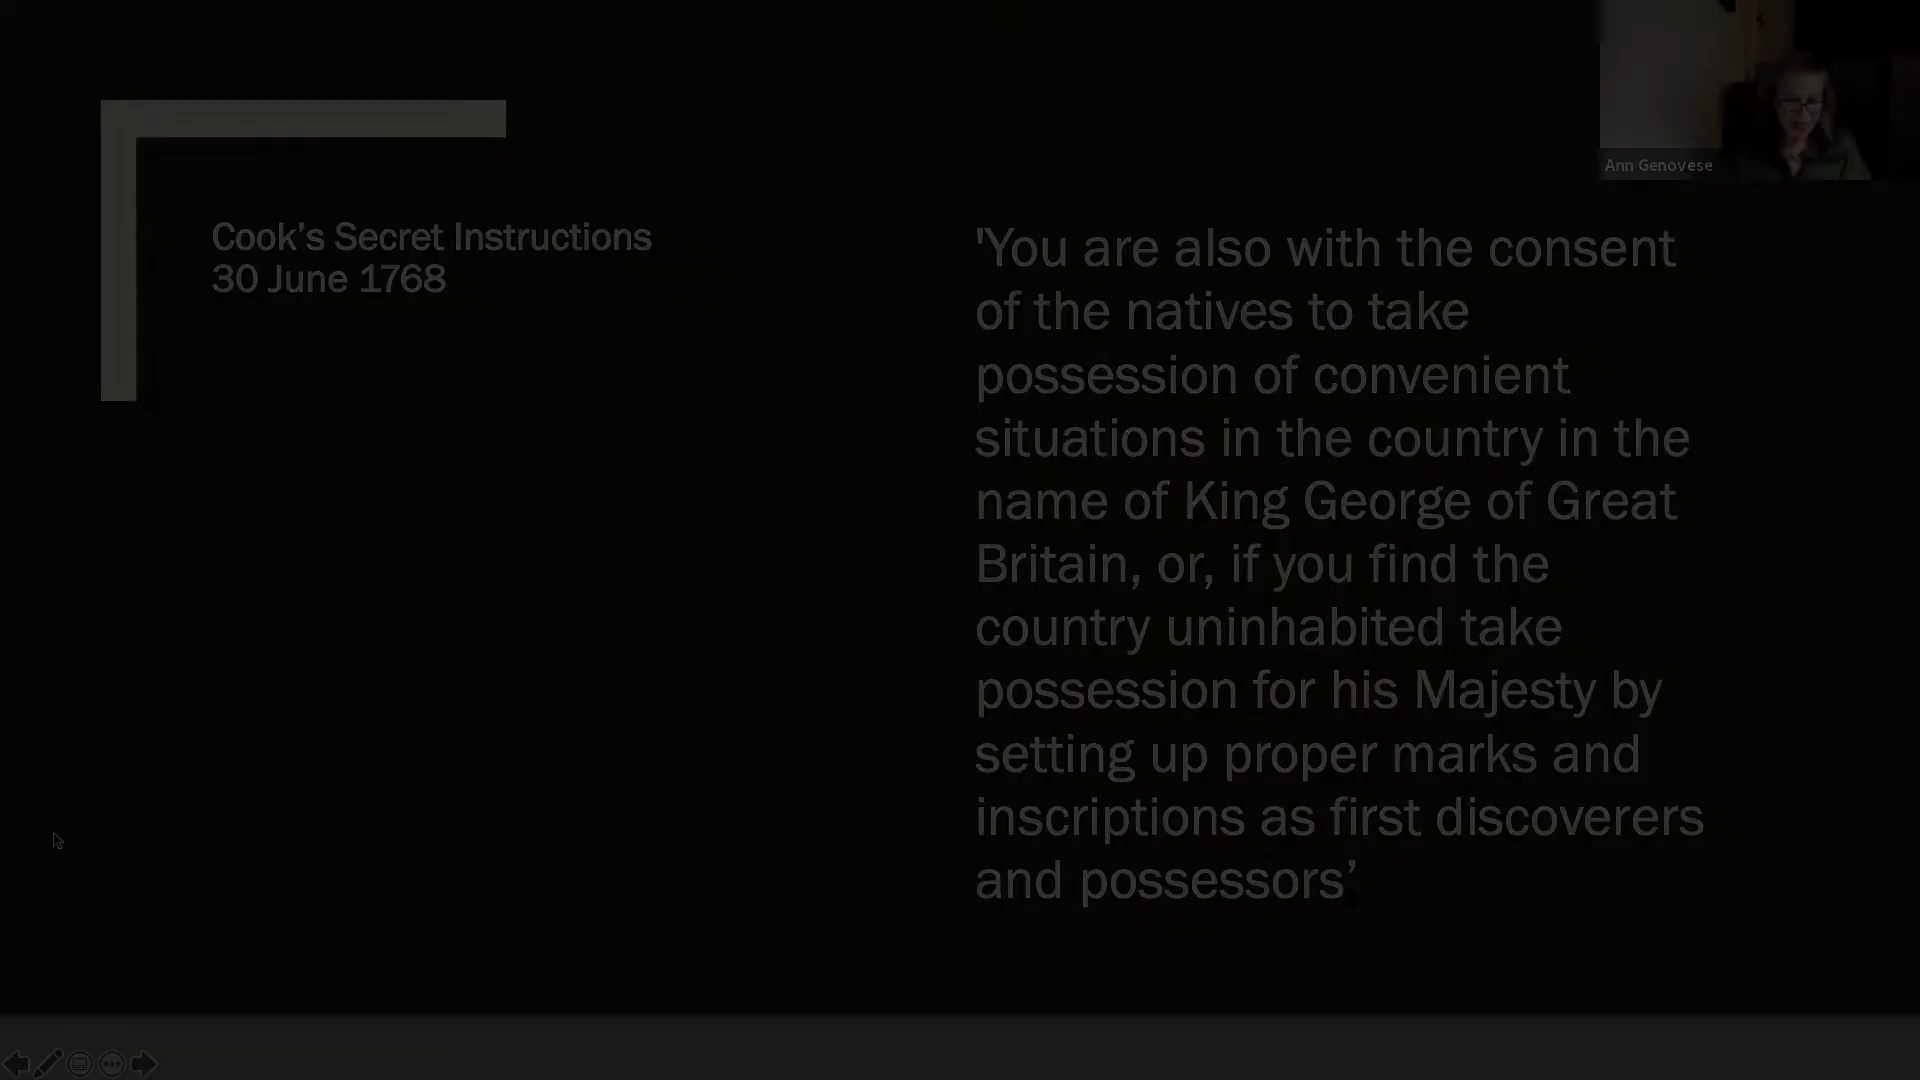 Ann Genovese
Cook’s Secret Instructions
30 June 1768
'You are also with the consent
of the natives to take
possession of convenient
situations in the country in the
name of King George of Great
Britain, or, if you find the
country uninhabited take
possession for his Majesty by
setting up proper marks and
inscriptions as first discoverers
and possessors’